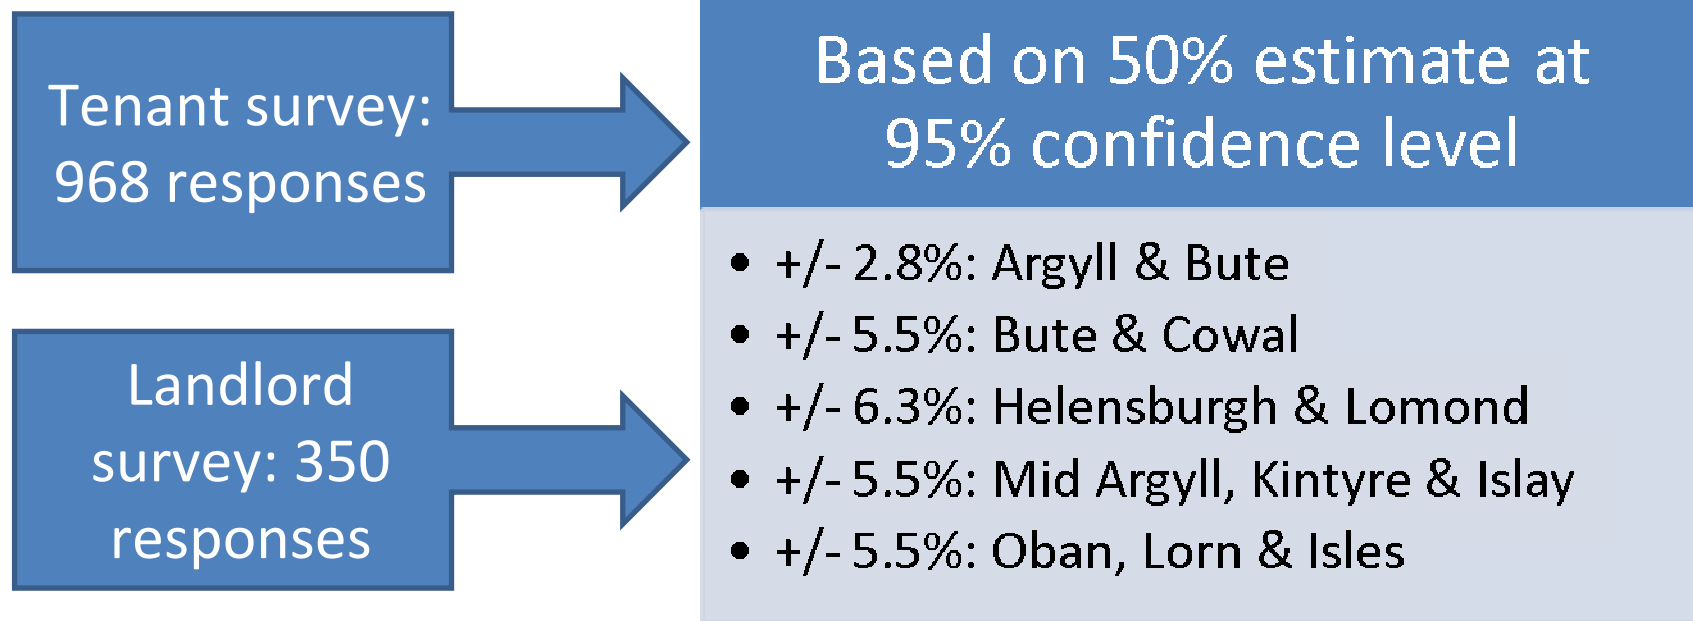 Tenant survey:
968 responses
Landlord
survey: 350
responses
Based on 50% estimate at
95% confidence level
• +/- 2.8%: Argyll & Bute
• +/- 5.5%: Bute & Cowal
• +/- 6.3%: Helensburgh & Lomond
• +/- 5.5%: Mid Argyll, Kintyre & Islay
• +/- 5.5%: Oban, Lorn & Isles